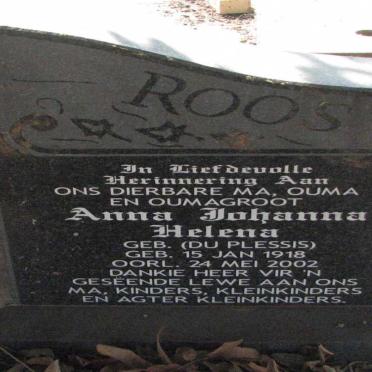 ROOS
In Liefdevolle
Herinnering Aan
ONS DIERBARE MA, OUMA
EN OUMAGROOT
Anna Johanna
Helena
GEB. (DU PLESSIS)
GEB. 15 JAN 1918
OORL. 24 MEI 2002
DANKIE HEER VIR 'N
GESEËNDE LEWE AAN ONS
MA, KINDERS, KLEINKINDERS
EN AGTER KLEINKINDERS.